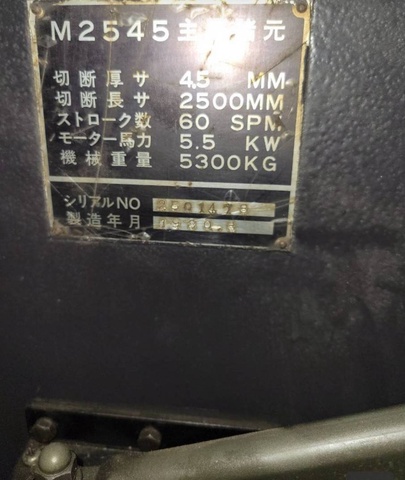 M2545主要諸元
切断厚サ 4.5 MM
切断長サ 2500MM
ストローク数 60 SPM
モーター馬力 5.5 KW
機械重量 5300KG
シリアルNO
製造年月